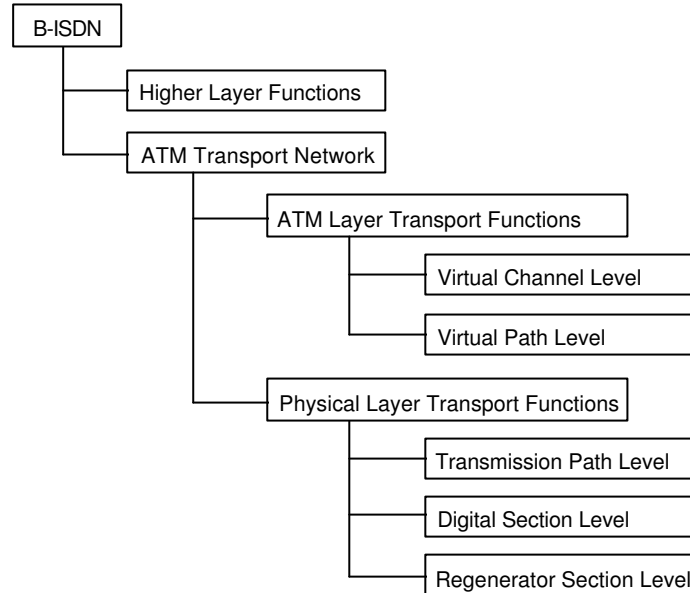 B-ISDN
Higher Layer Functions
ATM Transport Network
ATM Layer Transport Functions
Virtual Channel Level
Virtual Path Level
Physical Layer Transport Functions
Transmission Path Level
Digital Section Level
Regenerator Section Level